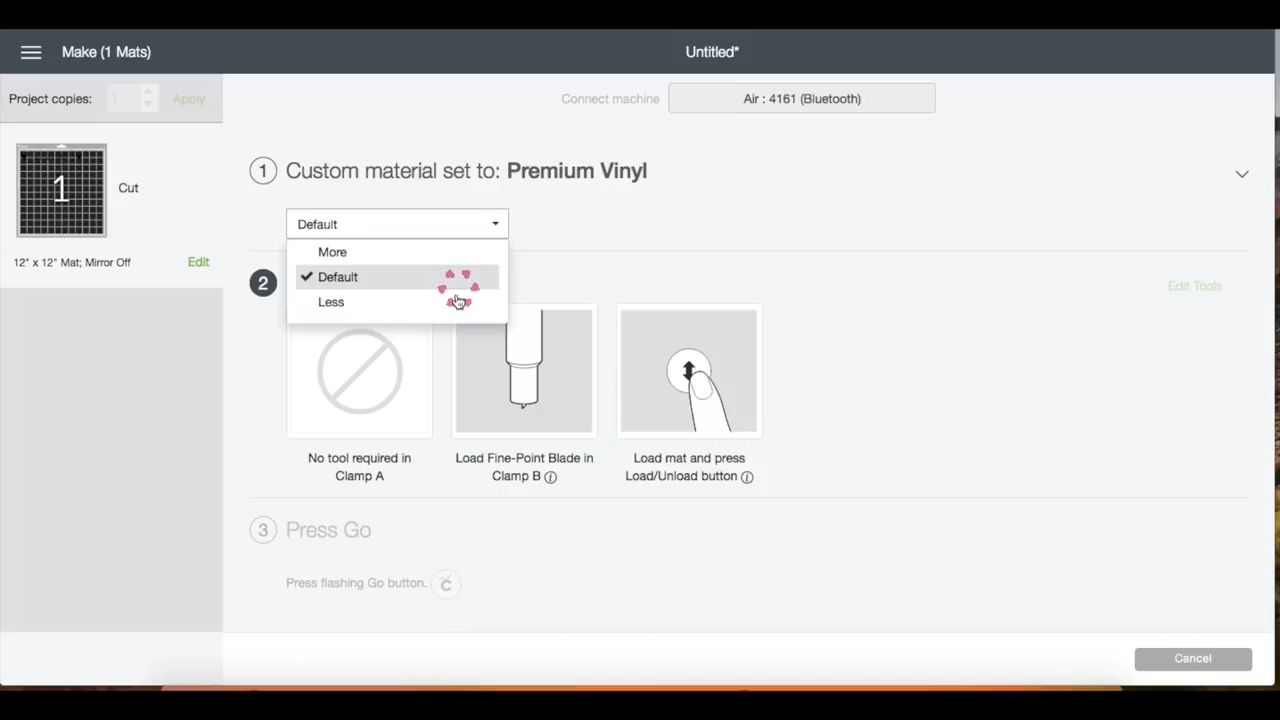 Make (1 Mats)
Untitled*
Project copies:
1
Apply
Connect machine
Air : 4161 (Bluetooth)
1
Cut
12" x 12" Mat; Mirror Off
Edit
1
Custom material set to: Premium Vinyl
Default
More
Default
Less
2
Edit Tools
No tool required in
Clamp A
Load Fine-Point Blade in
Clamp B
Load mat and press
Load/Unload button
3
Press Go
Press flashing Go button.
Cancel